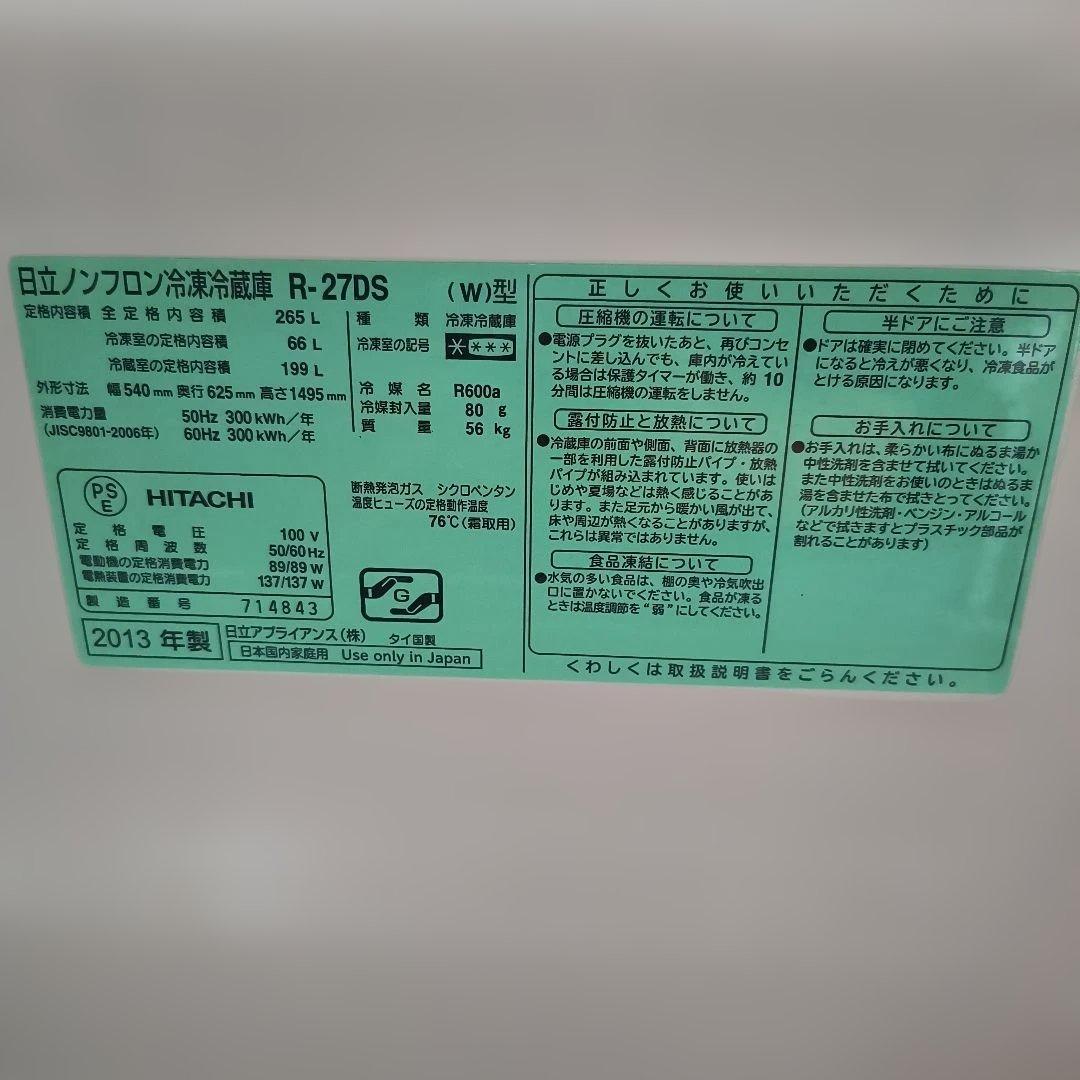 日立ノンフロン冷凍冷蔵庫 R-27DS (W)型
定格内容積 全定格内容積 265 L
冷凍室の定格内容積 66 L
冷蔵室の定格内容積 199 L
外形寸法 幅540mm 奥行625mm 高さ1495mm
消費電力量 50Hz 300kWh/年
(JISC9801-2006年) 60Hz 300kWh/年
種類 冷凍冷蔵庫
冷凍室の記号 ****
冷媒名 R600a
冷媒封入量 80 g
質量 56 kg
PS
E
HITACHI
定格電圧 100 V
定格周波数 50/60 Hz
電動機の定格消費電力 89/89 W
電熱装置の定格消費電力 137/137 W
製造番号 714843
断熱発泡ガス シクロペンタン
温度ヒューズの定格動作温度
76℃(霜取用)
G
2013 年製
日立アプライアンス(株) タイ国製
日本国内家庭用 Use only in Japan
正しくお使いいただくために
圧縮機の運転について
●電源プラグを抜いたあと、再びコンセ
ントに差し込んでも、庫内が冷えてい
る場合は保護タイマーが働き、約10
分間は圧縮機の運転をしません。
露付防止と放熱について
●冷蔵庫の前面や側面、背面に放熱器の
一部を利用した露付防止パイプ・放熱
パイプが組み込まれています。使いは
じめや夏場などは熱く感じることがあ
ります。また足元から暖かい風が出て、
床や周辺が熱くなることがありますが、
これらは異常ではありません。
食品凍結について
●水気の多い食品は、棚の奥や冷気吹出
口に置かないでください。食品が凍る
ときは温度調節を“弱”にしてください。
半ドアにご注意
●ドアは確実に閉めてください。半ドア
になると冷えが悪くなり、冷凍食品が
とける原因になります。
お手入れについて
●お手入れは、柔らかい布にぬるま湯か
中性洗剤を含ませて拭いてください。
また中性洗剤をお使いのときはぬるま
湯を含ませた布で拭きとってください。
(アルカリ性洗剤・ベンジン・アルコール
などで拭きますとプラスチック部品が
割れることがあります)
くわしくは取扱説明書をごらんください。